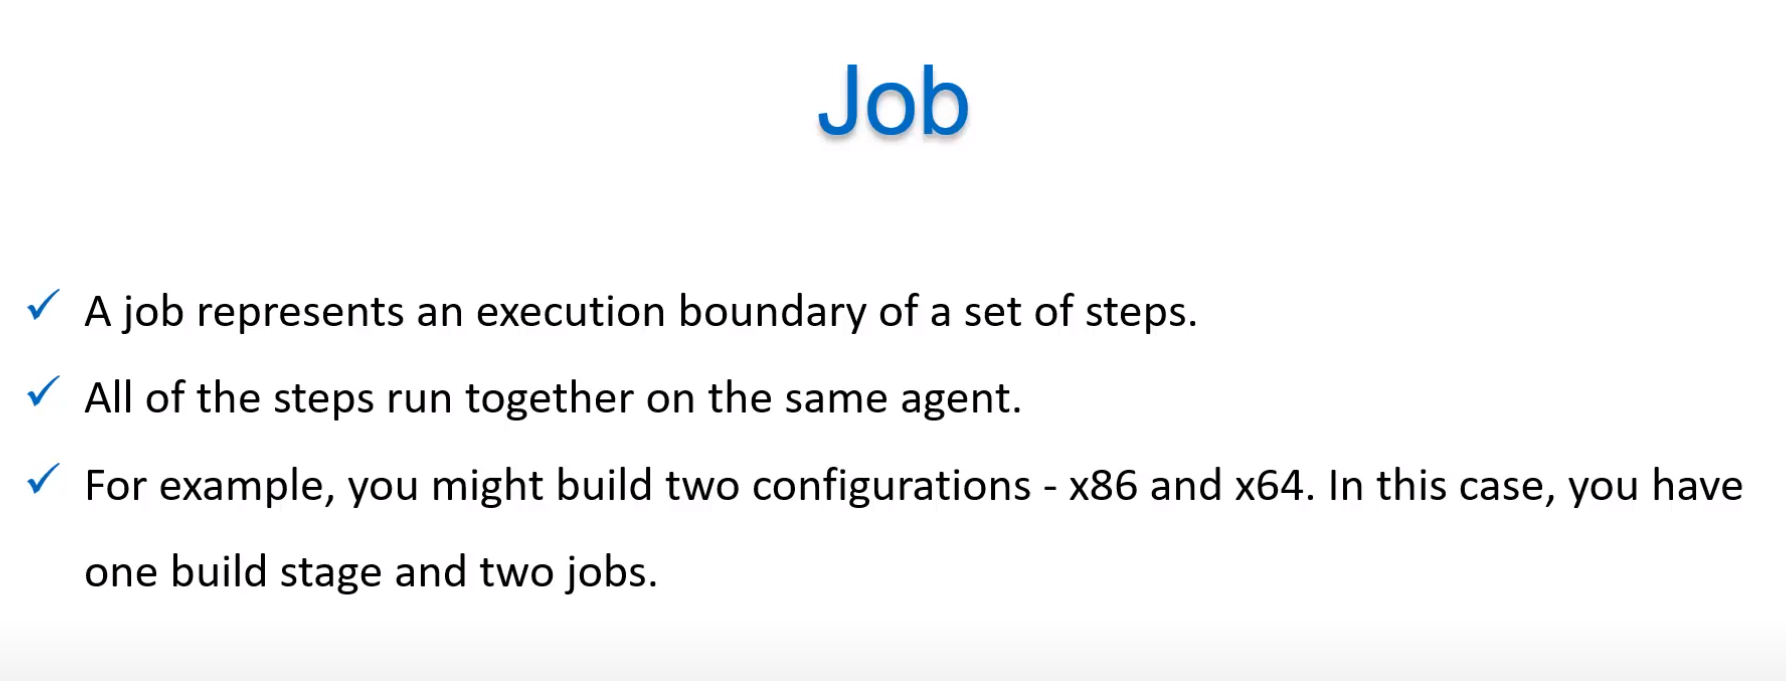 Job
✓ A job represents an execution boundary of a set of steps.
✓ All of the steps run together on the same agent.
✓ For example, you might build two configurations - x86 and x64. In this case, you have
one build stage and two jobs.